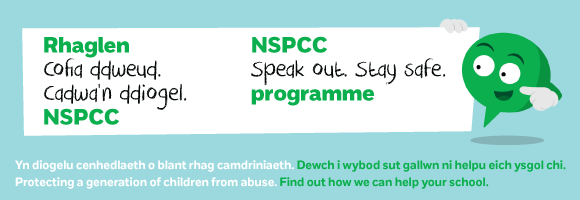 Rhaglen
Cofia ddweud.
Cadwa'n ddiogel.
NSPCC
NSPCC
Speak out. Stay safe.
programme
Yn diogelu cenhedlaeth o blant rhag camdriniaeth. Dewch i wybod sut gallwn ni helpu eich ysgol chi.
Protecting a generation of children from abuse. Find out how we can help your school.